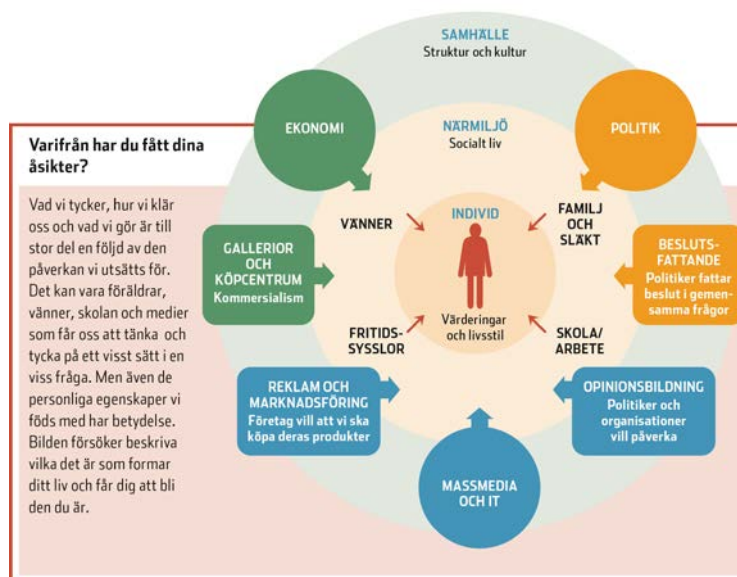 SAMHÄLLE
Struktur och kultur
EKONOMI
NÄRMILJÖ
Socialt liv
POLITIK
Varifrån har du fått dina
åsikter?
Vad vi tycker, hur vi klär
oss och vad vi gör är till
stor del en följd av den
påverkan vi utsätts för.
Det kan vara föräldrar,
vänner, skolan och medier
som får oss att tänka och
tycka på ett visst sätt i en
viss fråga. Men även de
personliga egenskaper vi
föds med har betydelse.
Bilden försöker beskriva
vilka det är som formar
ditt liv och får dig att bli
den du är.
VÄNNER
INDIVID
FAMILJ
OCH
SLÄKT
GALLERIOR
OCH
KÖPCENTRUM
Kommersialism
BESLUTS-
FATTANDE
Politiker fattar
beslut i gemen-
samma frågor
Värderingar
och livsstil
FRITIDS-
SYSSLOR
SKOLA/
ARBETE
REKLAM OCH
MARKNADSFÖRING
Företag vill att vi ska
köpa deras produkter
OPINIONSBILDNING
Politiker och
organisationer
vill påverka
MASSMEDIA
OCH IT